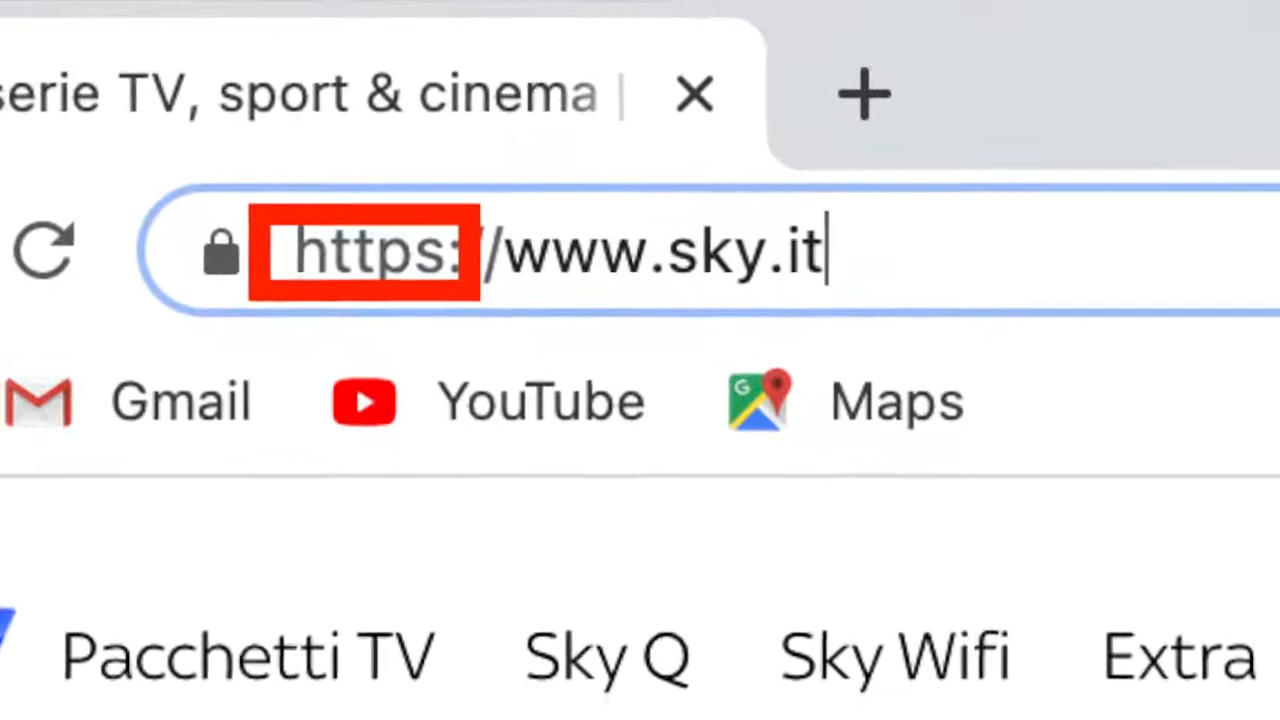 serie TV, sport & cinema |
https://www.sky.it
Gmail YouTube Maps
Pacchetti TV Sky Q Sky Wifi Extra